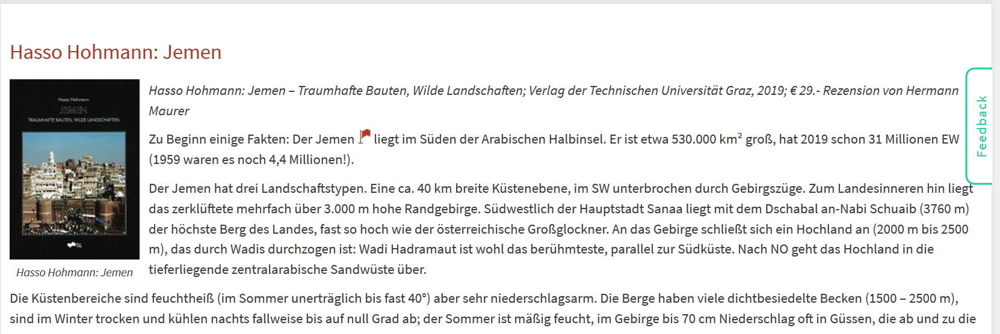 Hasso Hohmann: Jemen
Hasso Hohmann
JEMEN
TRAUMHAFTE BAUTEN, WILDE LANDSCHAFTEN
Hasso Hohmann: Jemen
Hasso Hohmann: Jemen – Traumhafte Bauten, Wilde Landschaften; Verlag der Technischen Universität Graz, 2019; € 29.- Rezension von Hermann
Maurer
Zu Beginn einige Fakten: Der Jemen liegt im Süden der Arabischen Halbinsel. Er ist etwa 530.000 km² groß, hat 2019 schon 31 Millionen EW
(1959 waren es noch 4,4 Millionen!).
Der Jemen hat drei Landschaftstypen. Eine ca. 40 km breite Küstenebene, im SW unterbrochen durch Gebirgszüge. Zum Landesinneren hin liegt
das zerklüftete mehrfach über 3.000 m hohe Randgebirge. Südwestlich der Hauptstadt Sanaa liegt mit dem Dschabal an-Nabi Schuaib (3760 m)
der höchste Berg des Landes, fast so hoch wie der österreichische Großglockner. An das Gebirge schließt sich ein Hochland an (2000 m bis 2500
m), das durch Wadis durchzogen ist: Wadi Hadramaut ist wohl das berühmteste, parallel zur Südküste. Nach NO geht das Hochland in die
tieferliegende zentralarabische Sandwüste über.
Die Küstenbereiche sind feuchtheiß (im Sommer unerträglich bis fast 40°) aber sehr niederschlagsarm. Die Berge haben viele dichtbesiedelte Becken (1500 – 2500 m),
sind im Winter trocken und kühlen nachts fallweise bis auf null Grad ab; der Sommer ist mäßig feucht, im Gebirge bis 70 cm Niederschlag oft in Güssen, die ab und zu die
Feedback